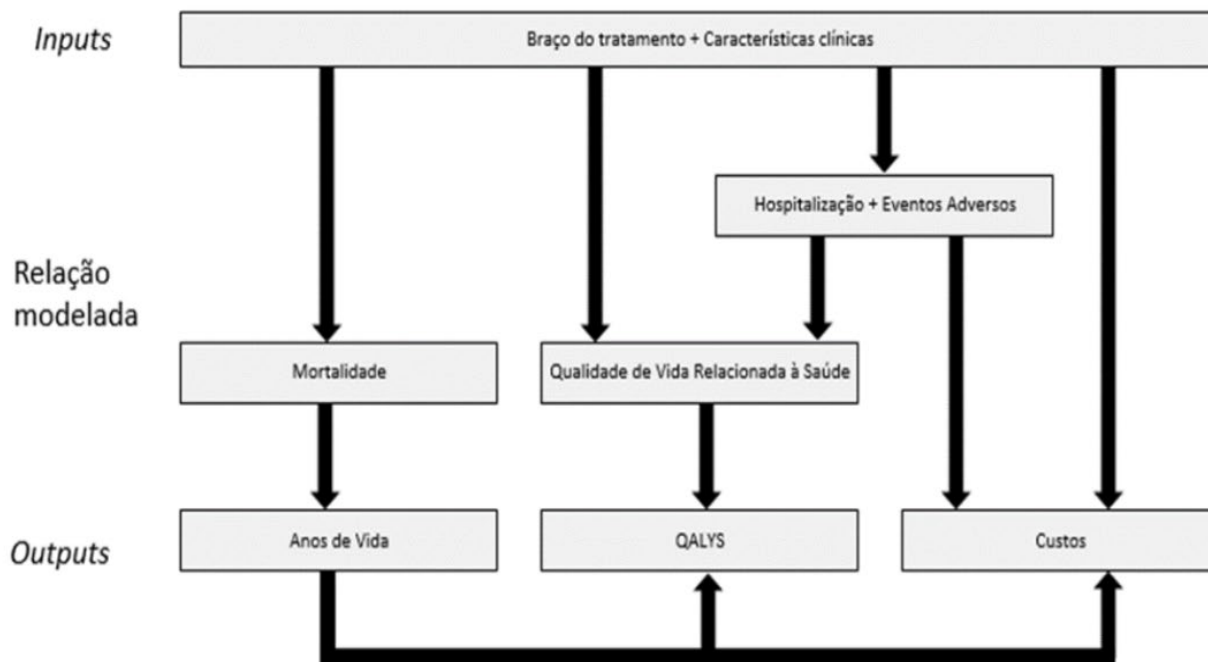 Inputs
Braço do tratamento + Características clínicas
Hospitalização + Eventos Adversos
Relação
modelada
Mortalidade
Qualidade de Vida Relacionada à Saúde
Outputs
Anos de Vida
QALYS
Custos